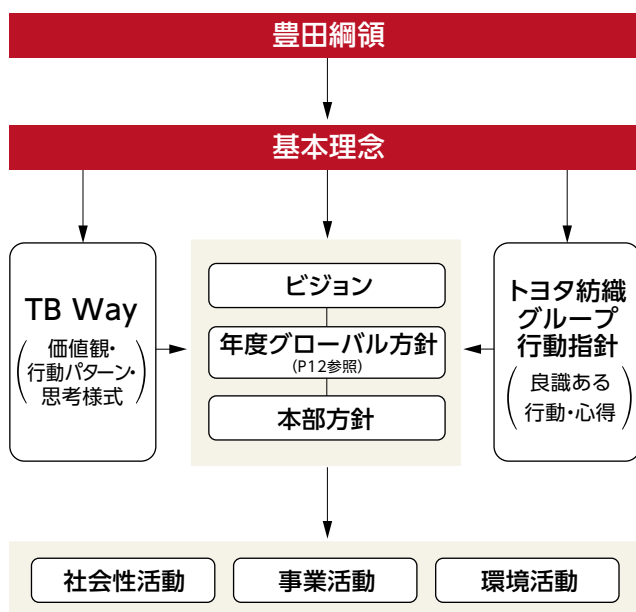 豊田綱領
基本理念
TB Way
価値観・
行動パターン・
思考様式
ビジョン
年度グローバル方針
(P12参照)
本部方針
トヨタ紡織
グループ
行動指針
良識ある
行動・心得
社会性活動
事業活動
環境活動